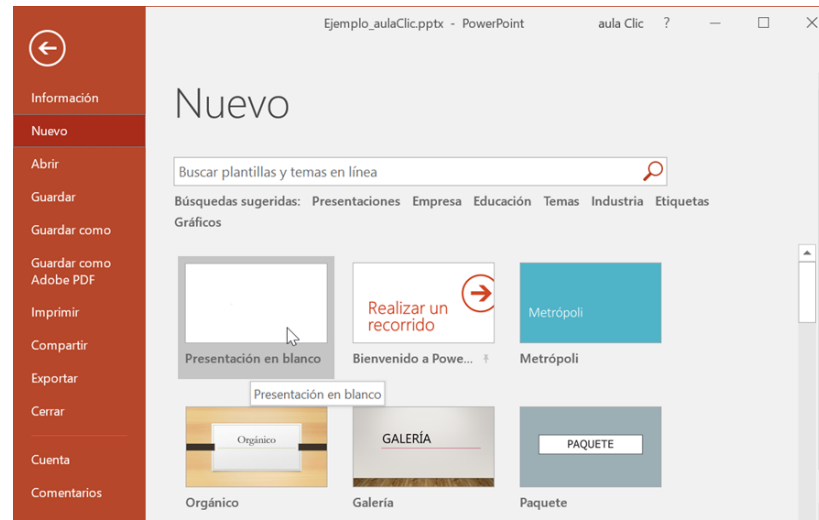 Ejemplo_aulaClic.pptx - PowerPoint
aula Clic
?
Información
Nuevo
Abrir
Guardar
Guardar como
Guardar como
Adobe PDF
Imprimir
Compartir
Exportar
Cerrar
Cuenta
Comentarios
Nuevo
Buscar plantillas y temas en línea
Búsquedas sugeridas: Presentaciones Empresa Educación Temas Industria Etiquetas
Gráficos
Presentación en blanco
Presentación en blanco
Realizar un
recorrido
Bienvenido a Powe...
Metrópoli
Metrópoli
Orgánico
Orgánico
GALERÍA
Galería
PAQUETE
Paquete